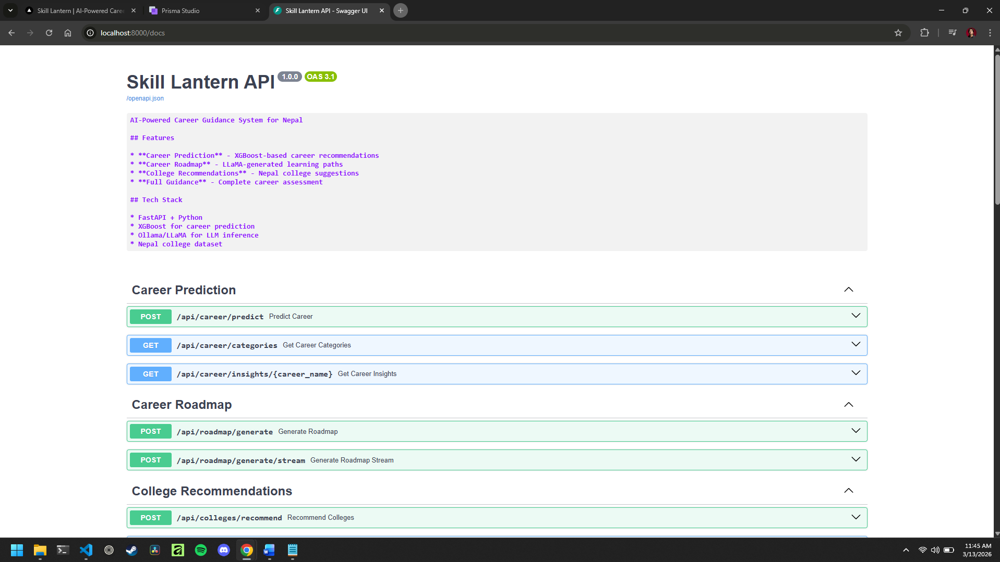 Skill Lantern | AI-Powered Caree
Prisma Studio
Skill Lantern API - Swagger UI
localhost:8000/docs
Skill Lantern API 1.0.0 OAS 3.1
/openapi.json
AI-Powered Career Guidance System for Nepal
## Features
* **Career Prediction** - XGBoost-based career recommendations
* **Career Roadmap** - LLaMA-generated learning paths
* **College Recommendations** - Nepal college suggestions
* **Full Guidance** - Complete career assessment
## Tech Stack
* FastAPI + Python
* XGBoost for career prediction
* Ollama/LLaMA for LLM inference
* Nepal college dataset
Career Prediction
POST /api/career/predict Predict Career
GET /api/career/categories Get Career Categories
GET /api/career/insights/{career_name} Get Career Insights
Career Roadmap
POST /api/roadmap/generate Generate Roadmap
POST /api/roadmap/generate/stream Generate Roadmap Stream
College Recommendations
POST /api/colleges/recommend Recommend Colleges
11:45 AM
3/13/2026